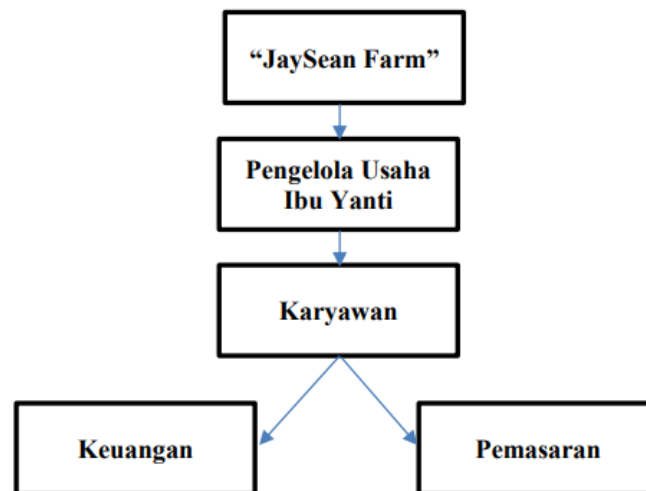 “JaySean Farm”
Pengelola Usaha
Ibu Yanti
Karyawan
Keuangan
Pemasaran